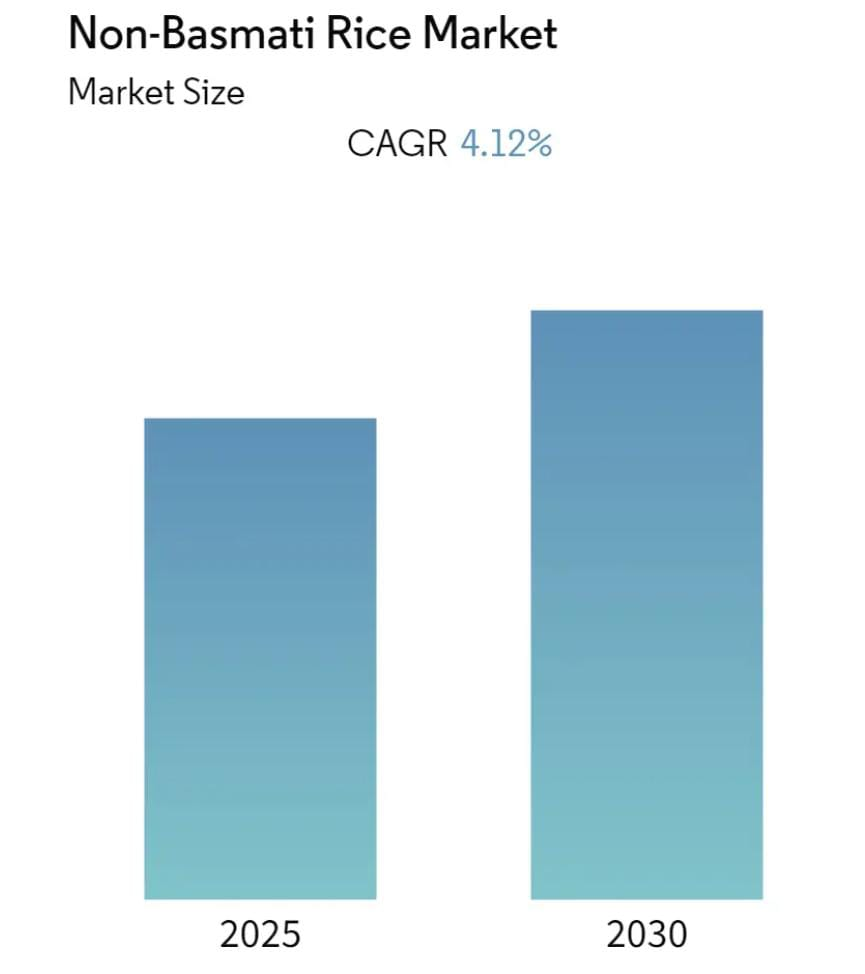 Non-Basmati Rice Market
Market Size
CAGR 4.12%
2025
2030